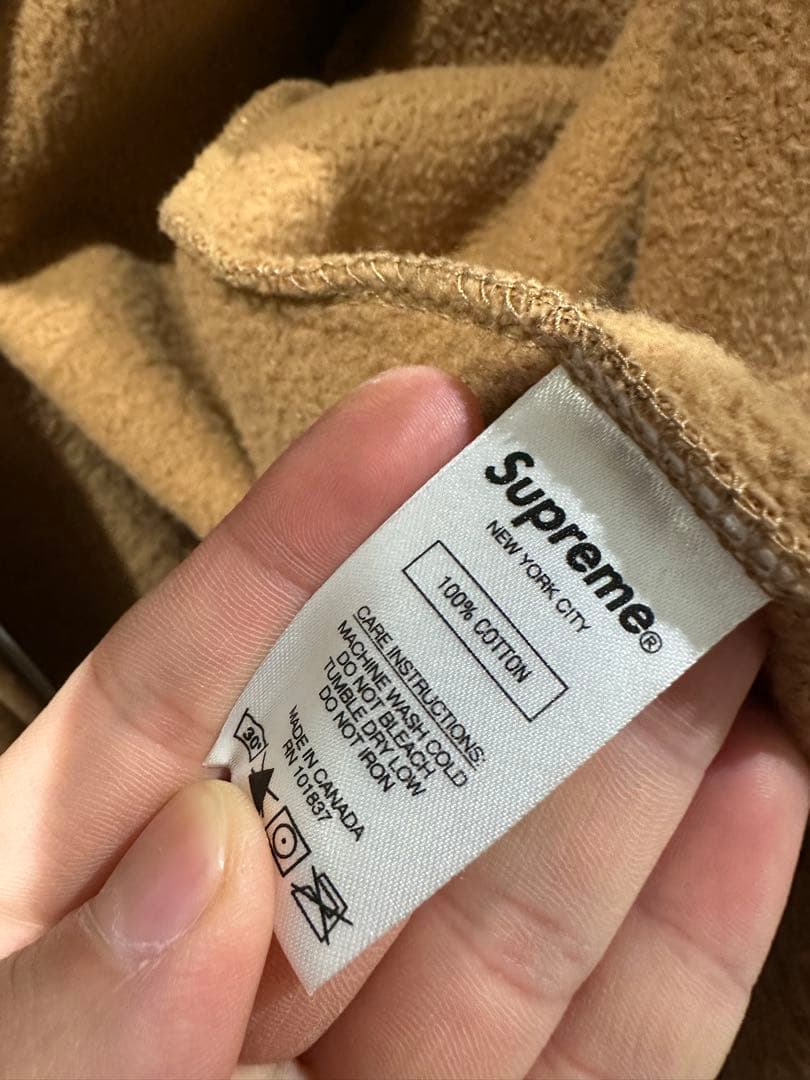 Supreme®
NEW YORK CITY
100% COTTON
CARE INSTRUCTIONS:
MACHINE WASH COLD
DO NOT BLEACH
TUMBLE DRY LOW
DO NOT IRON
MADE IN CANADA
RN 101837
30°